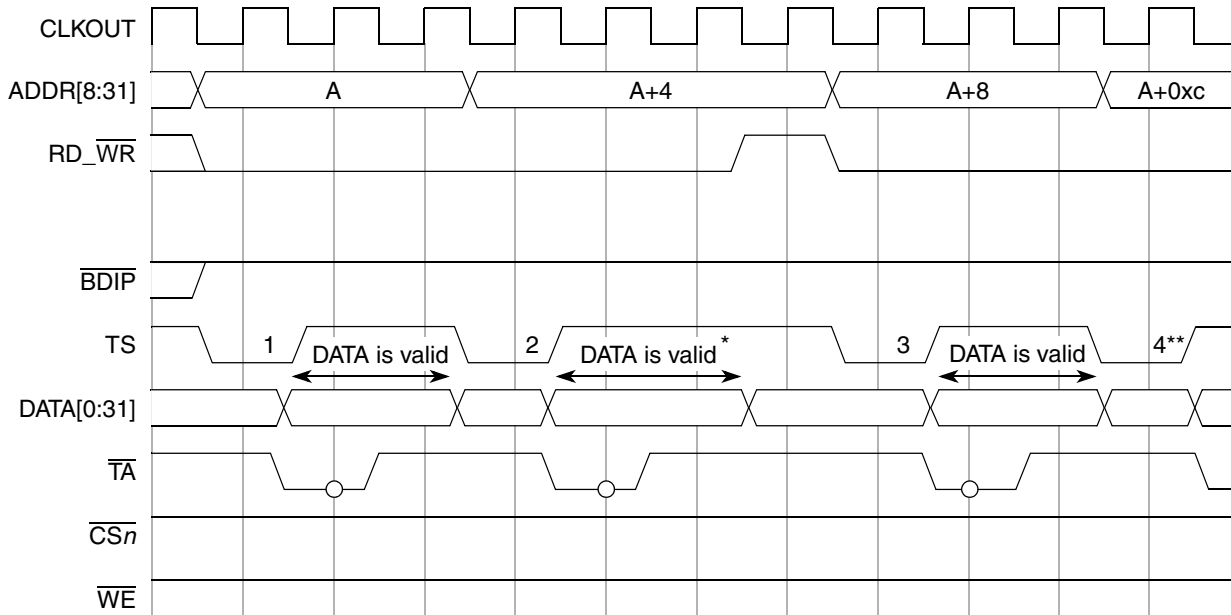 CLKOUT
ADDR[8:31] A A+4 A+8 A+0xc
RD_WR
BDIP
TS 1 2 3 4**
DATA is valid DATA is valid* DATA is valid
DATA[0:31]
TA
CSn
WE